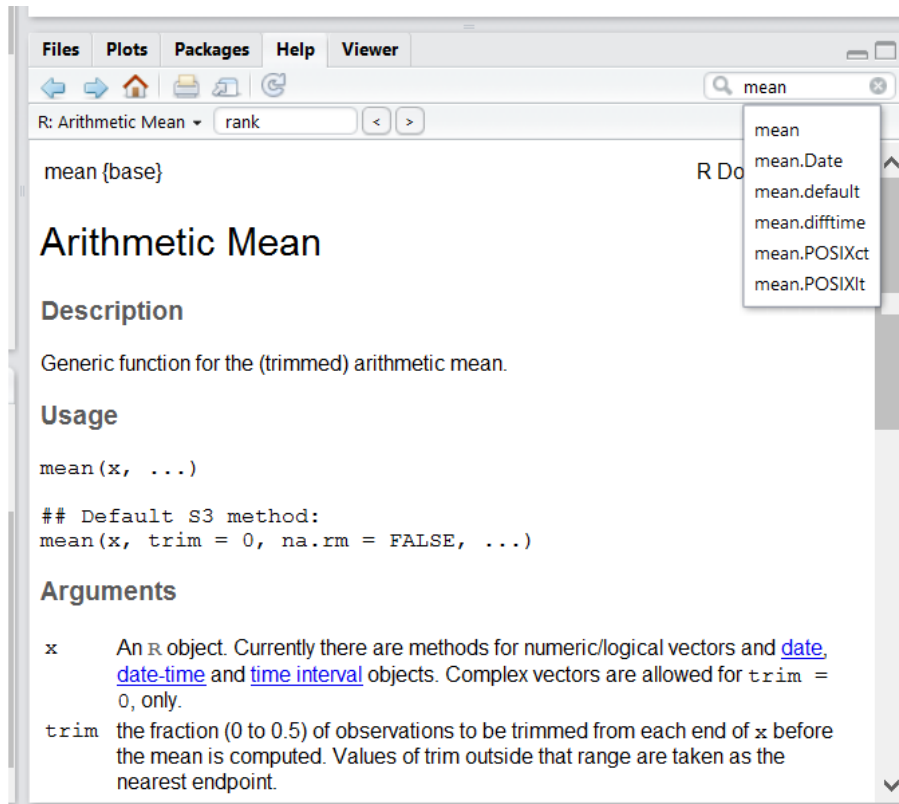 Files Plots Packages Help Viewer
mean
R: Arithmetic Mean rank < >
mean
mean.Date
mean.default
mean.difftime
mean.POSIXct
mean.POSIXlt
mean {base} R Do
Arithmetic Mean
Description
Generic function for the (trimmed) arithmetic mean.
Usage
mean(x, ...)
## Default S3 method:
mean(x, trim = 0, na.rm = FALSE, ...)
Arguments
x An R object. Currently there are methods for numeric/logical vectors and date,
date-time and time interval objects. Complex vectors are allowed for trim =
0, only.
trim the fraction (0 to 0.5) of observations to be trimmed from each end of x before
the mean is computed. Values of trim outside that range are taken as the
nearest endpoint.